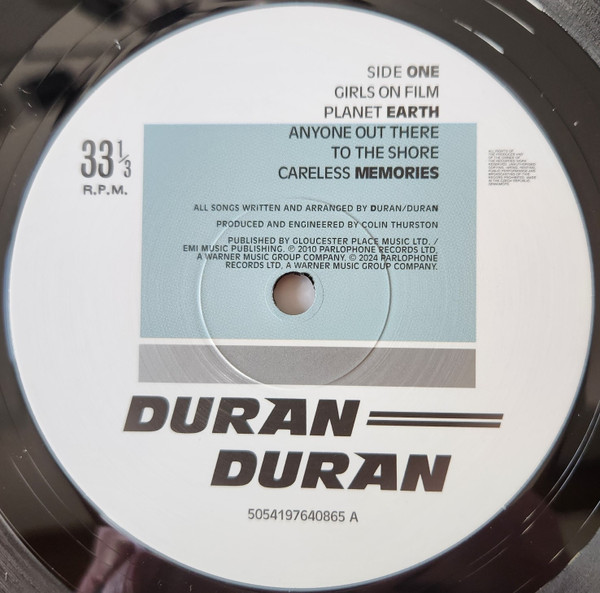 SIDE ONE
GIRLS ON FILM
PLANET EARTH
ANYONE OUT THERE
TO THE SHORE
CARELESS MEMORIES
33 1/3
R.P.M.
ALL SONGS WRITTEN AND ARRANGED BY DURAN/DURAN
PRODUCED AND ENGINEERED BY COLIN THURSTON
PUBLISHED BY GLOUCESTER PLACE MUSIC LTD. /
EMI MUSIC PUBLISHING. ℗ 2010 PARLOPHONE RECORDS LTD,
A WARNER MUSIC GROUP COMPANY. © 2024 PARLOPHONE
RECORDS LTD, A WARNER MUSIC GROUP COMPANY.
DURAN
DURAN
5054197640865 A